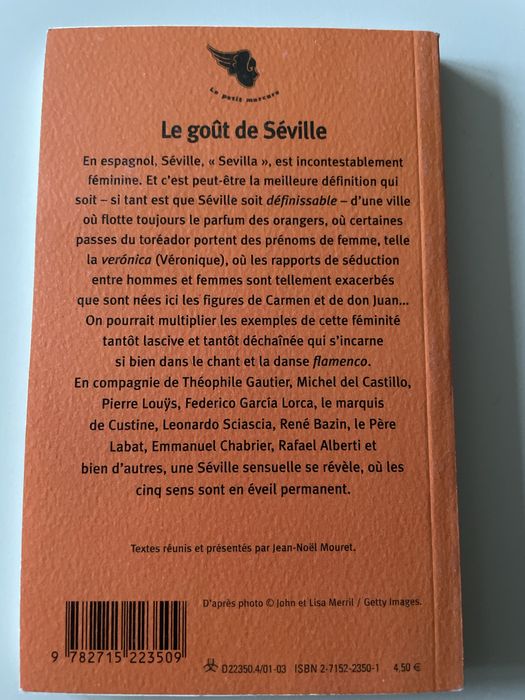 Le petit mercure
Le goût de Séville
En espagnol, Séville, « Sevilla », est incontestablement
féminine. Et c'est peut-être la meilleure définition qui
soit – si tant est que Séville soit définissable – d'une ville
où flotte toujours le parfum des orangers, où certaines
passes du toréador portent des prénoms de femme, telle
la verónica (Véronique), où les rapports de séduction
entre hommes et femmes sont tellement exacerbés
que sont nées ici les figures de Carmen et de don Juan...
On pourrait multiplier les exemples de cette féminité
tantôt lascive et tantôt déchaînée qui s'incarne
si bien dans le chant et la danse flamenco.
En compagnie de Théophile Gautier, Michel del Castillo,
Pierre Louÿs, Federico García Lorca, le marquis
de Custine, Leonardo Sciascia, René Bazin, le Père
Labat, Emmanuel Chabrier, Rafael Alberti et
bien d'autres, une Séville sensuelle se révèle, où les
cinq sens sont en éveil permanent.
Textes réunis et présentés par Jean-Noël Mouret.
D'après photo © John et Lisa Merril / Getty Images.
9 782715 223509
D22350.4/01-03 ISBN 2-7152-2350-1 4,50 €